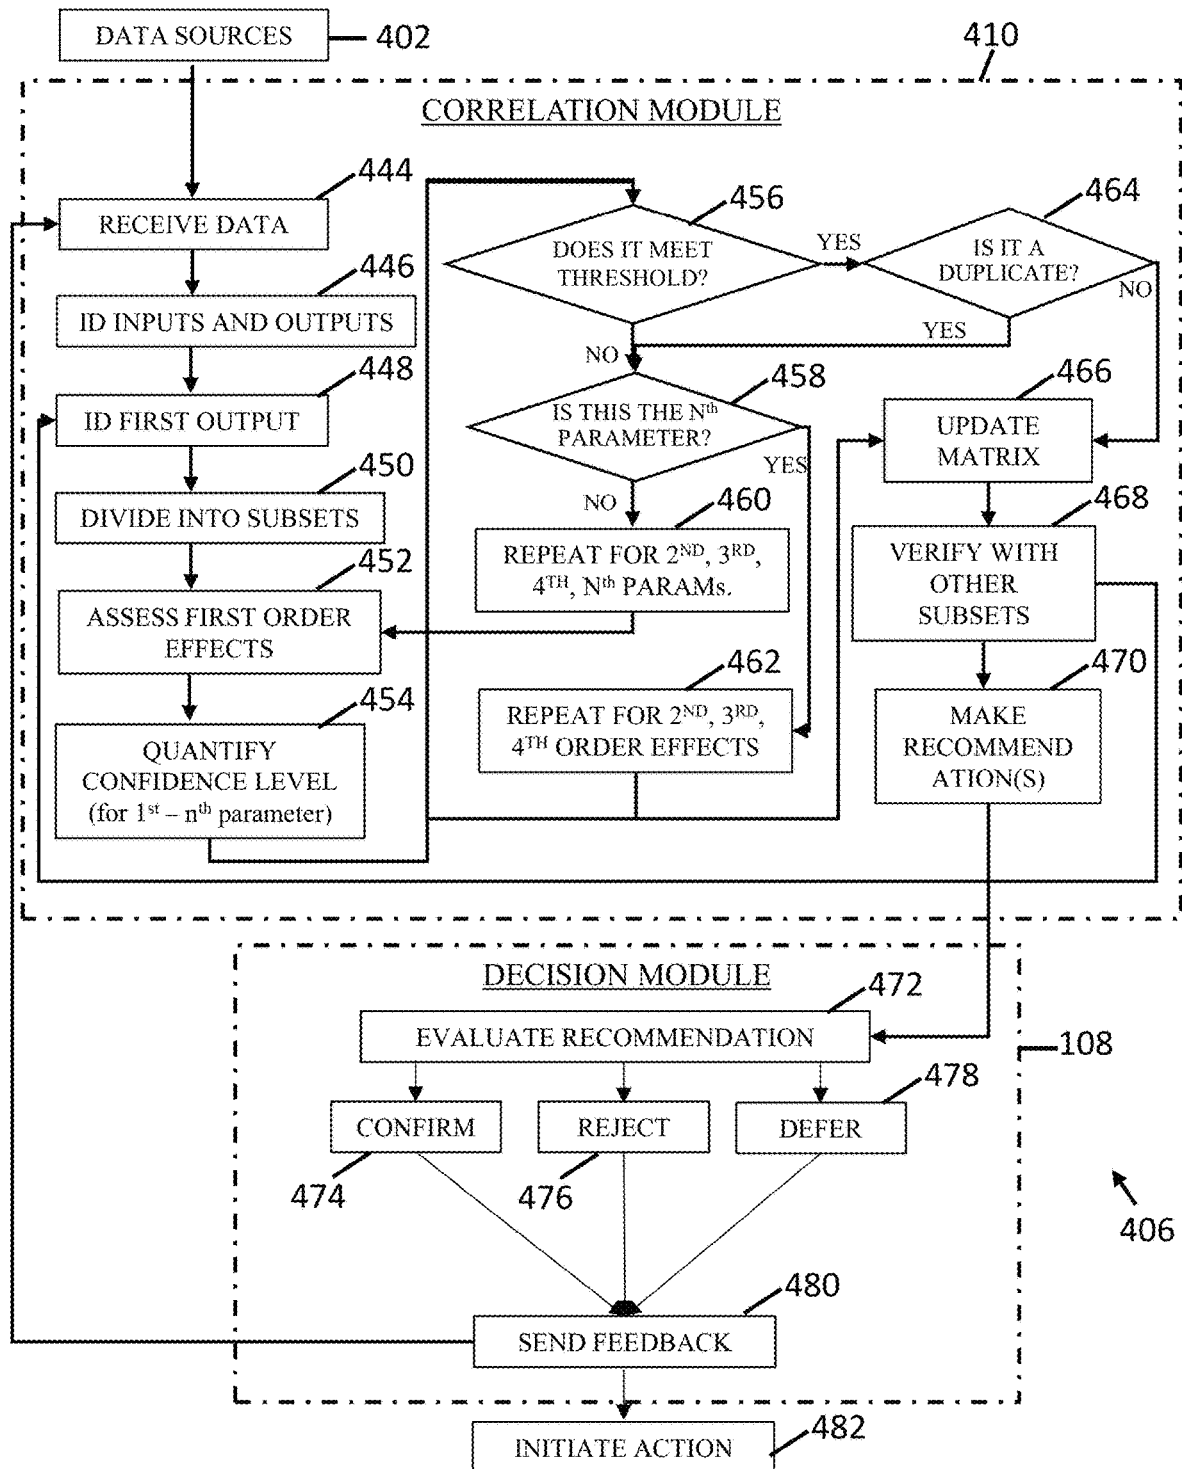 DATA SOURCES
402
410
CORRELATION MODULE
444
RECEIVE DATA
446
ID INPUTS AND OUTPUTS
448
ID FIRST OUTPUT
450
DIVIDE INTO SUBSETS
452
ASSESS FIRST ORDER
EFFECTS
454
QUANTIFY
CONFIDENCE LEVEL
(for 1st – nth parameter)
456
DOES IT MEET
THRESHOLD?
YES
NO
464
IS IT A
DUPLICATE?
NO
YES
458
IS THIS THE Nth
PARAMETER?
YES
NO
460
REPEAT FOR 2ND, 3RD,
4TH, Nth PARAMs.
462
REPEAT FOR 2ND, 3RD,
4TH ORDER EFFECTS
466
UPDATE
MATRIX
468
VERIFY WITH
OTHER
SUBSETS
470
MAKE
RECOMMEND
ATION(S)
DECISION MODULE
472
EVALUATE RECOMMENDATION
108
478
CONFIRM
REJECT
DEFER
474
476
406
480
SEND FEEDBACK
482
INITIATE ACTION